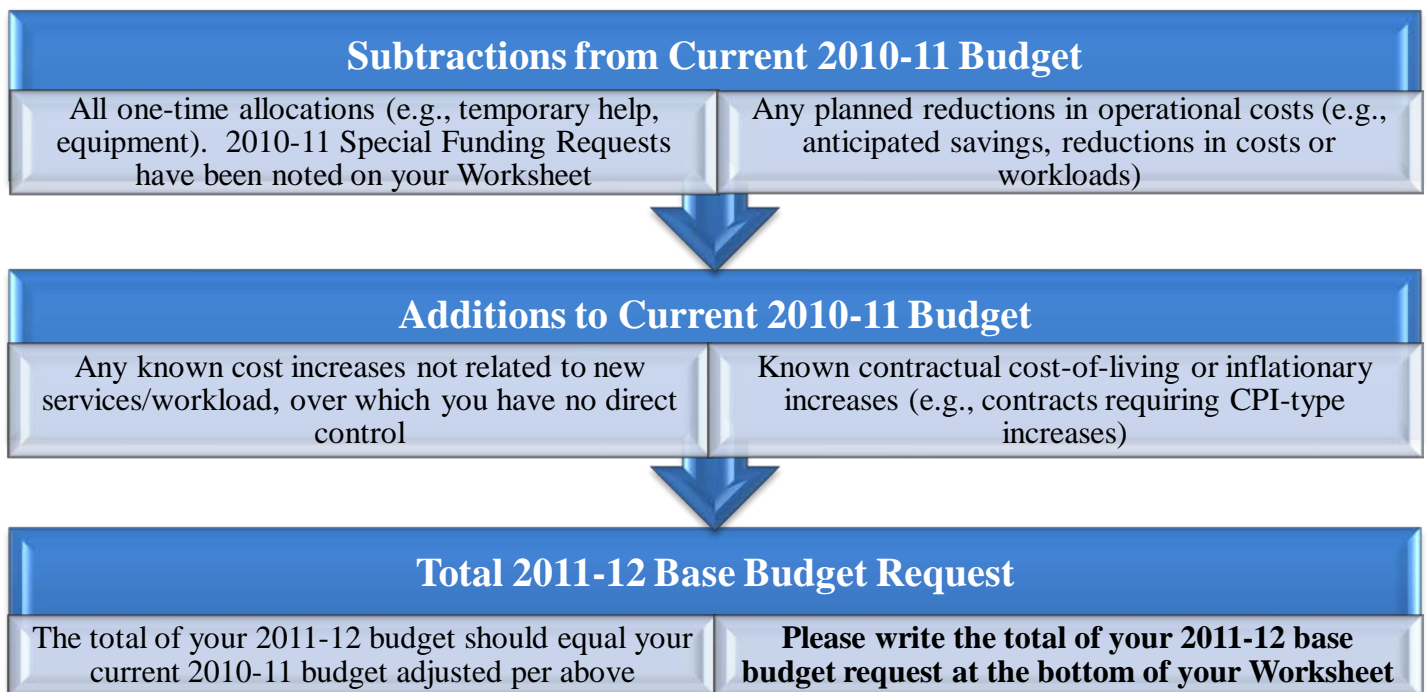 Subtractions from Current 2010-11 Budget
All one-time allocations (e.g., temporary help,
equipment).  2010-11 Special Funding Requests
have been noted on your Worksheet
Any planned reductions in operational costs (e.g.,
anticipated savings, reductions in costs or
workloads)
Additions to Current 2010-11 Budget
Any known cost increases not related to new
services/workload, over which you have no direct
control
Known contractual cost-of-living or inflationary
increases (e.g., contracts requiring CPI-type
increases)
Total 2011-12 Base Budget Request
The total of your 2011-12 budget should equal your
current 2010-11 budget adjusted per above
Please write the total of your 2011-12 base
budget request at the bottom of your Worksheet